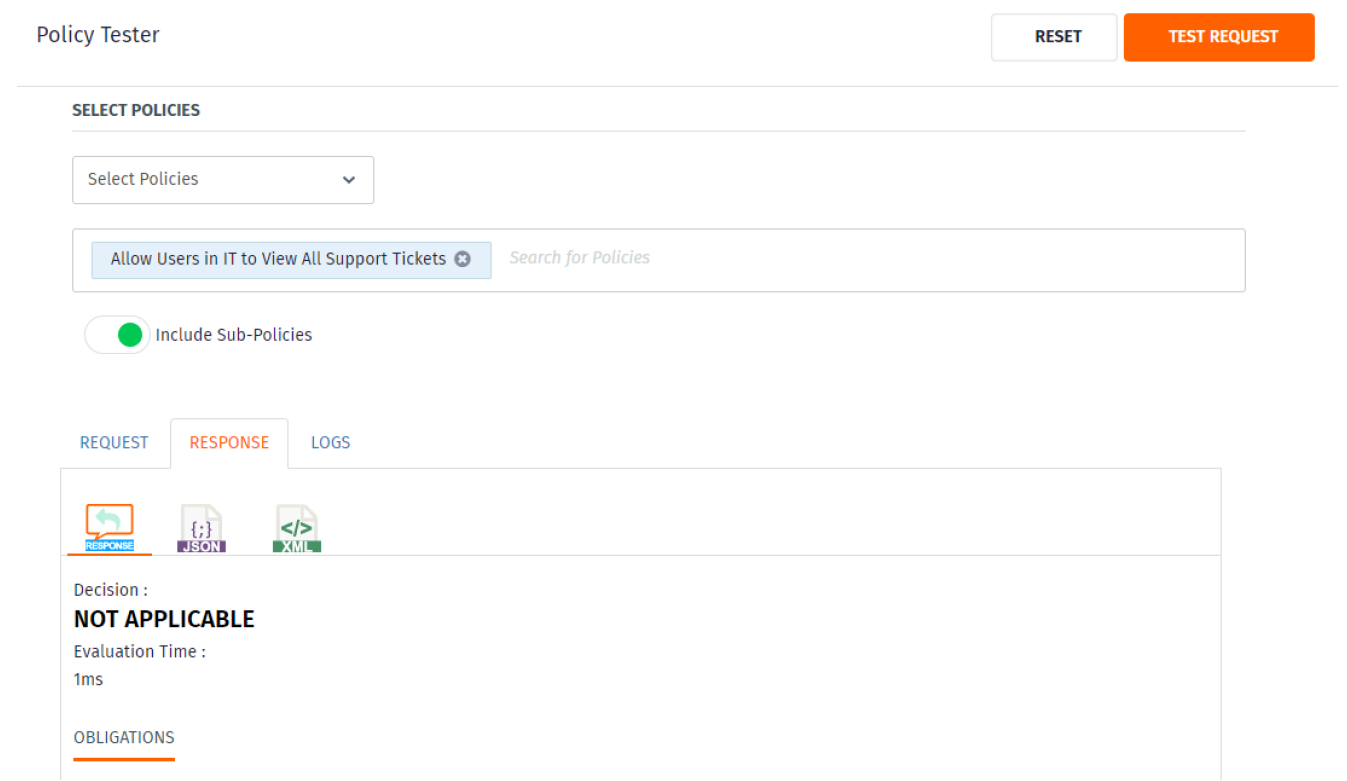 Policy Tester
RESET
TEST REQUEST
SELECT POLICIES
Select Policies
Allow Users in IT to View All Support Tickets
Search for Policies
Include Sub-Policies
REQUEST
RESPONSE
LOGS
RESPONSE
{;}
JSON
</>
XML
Decision :
NOT APPLICABLE
Evaluation Time :
1ms
OBLIGATIONS